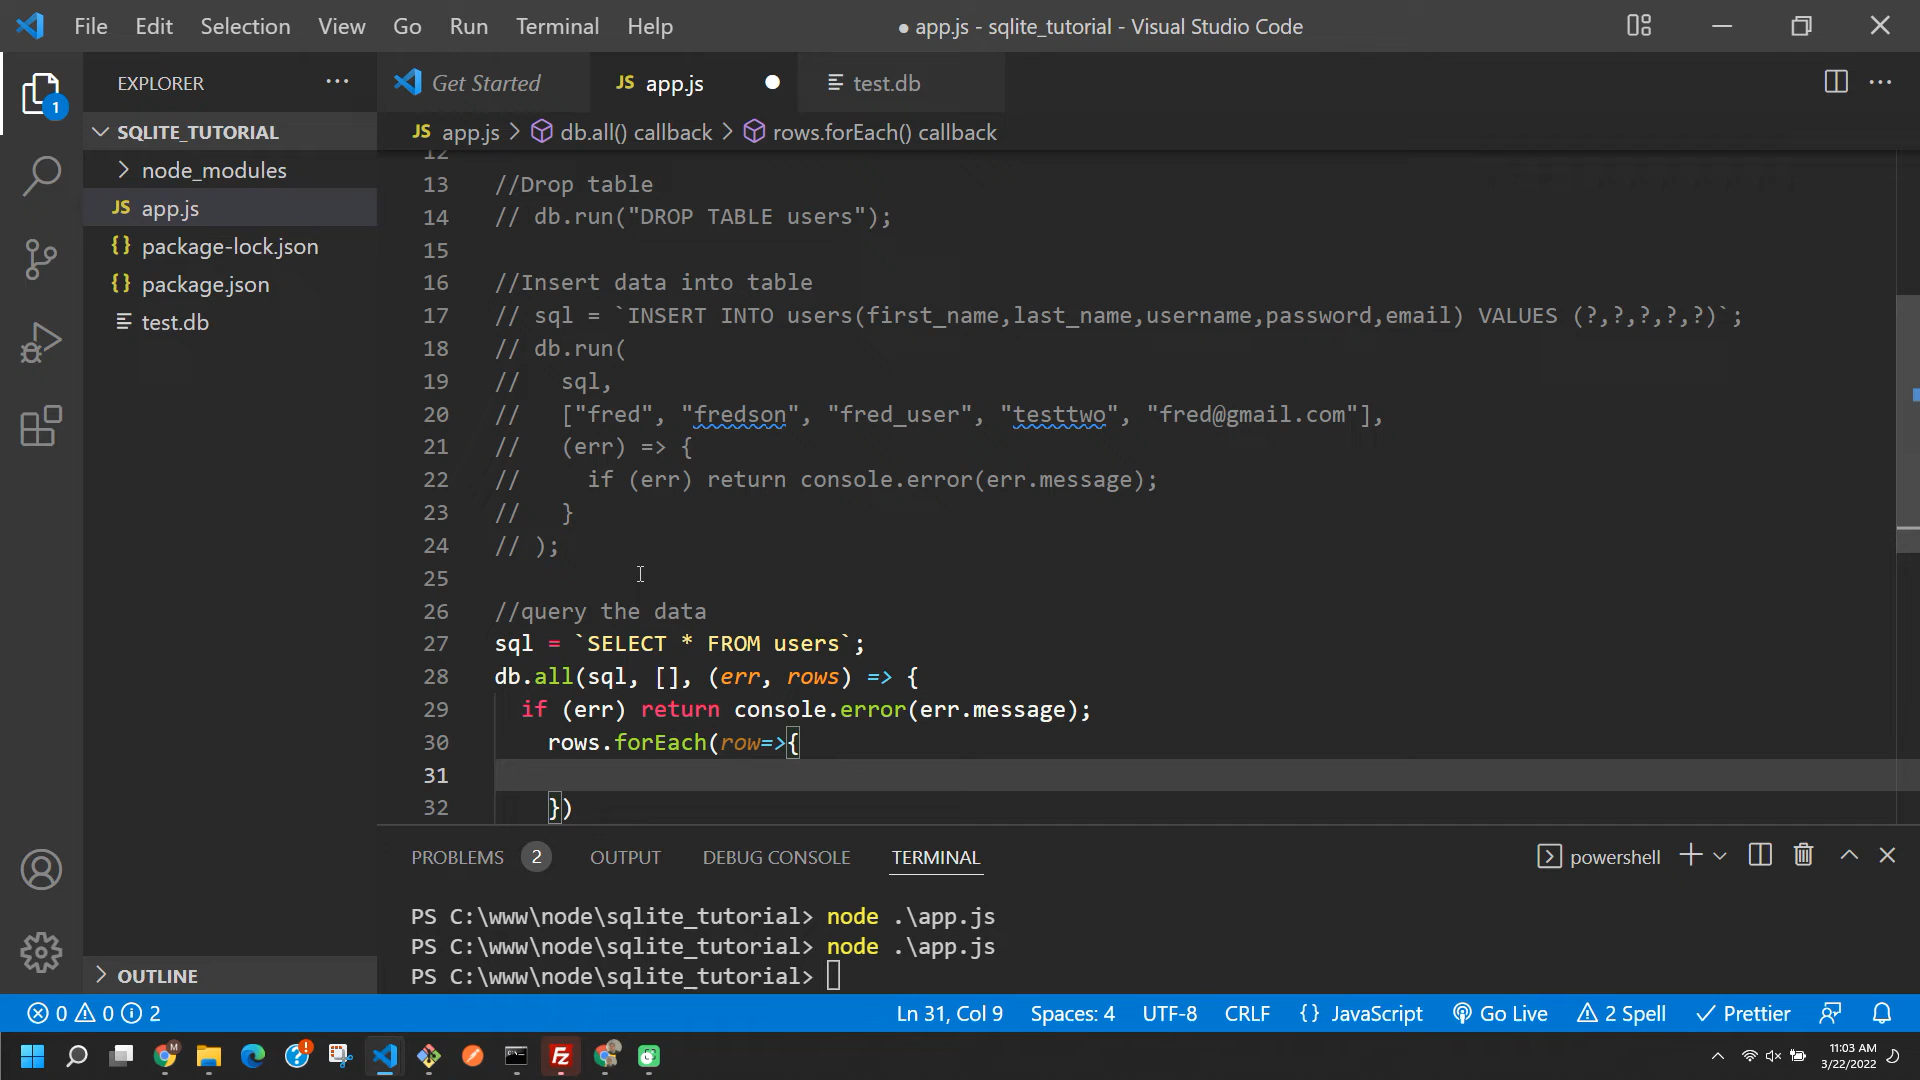 File Edit Selection View Go Run Terminal Help
● app.js - sqlite_tutorial - Visual Studio Code
EXPLORER
Get Started
JS app.js
test.db
SQLITE_TUTORIAL
JS app.js > db.all() callback > rows.forEach() callback
node_modules
JS app.js
{} package-lock.json
{} package.json
test.db
1
12
13 //Drop table
14 // db.run("DROP TABLE users");
15
16 //Insert data into table
17 // sql = `INSERT INTO users(first_name,last_name,username,password,email) VALUES (?,?,?,?,?)`;
18 // db.run(
19 //   sql,
20 //   ["fred", "fredson", "fred_user", "testtwo", "fred@gmail.com"],
21 //   (err) => {
22 //     if (err) return console.error(err.message);
23 //   }
24 // );
25
26 //query the data
27 sql = `SELECT * FROM users`;
28 db.all(sql, [], (err, rows) => {
29   if (err) return console.error(err.message);
30     rows.forEach(row=>{
31
32     })
PROBLEMS 2 OUTPUT DEBUG CONSOLE TERMINAL
powershell
PS C:\www\node\sqlite_tutorial> node .\app.js
PS C:\www\node\sqlite_tutorial> node .\app.js
PS C:\www\node\sqlite_tutorial>
OUTLINE
0 0 2
Ln 31, Col 9 Spaces: 4 UTF-8 CRLF {} JavaScript Go Live 2 Spell Prettier
M
Fz
11:03 AM
3/22/2022